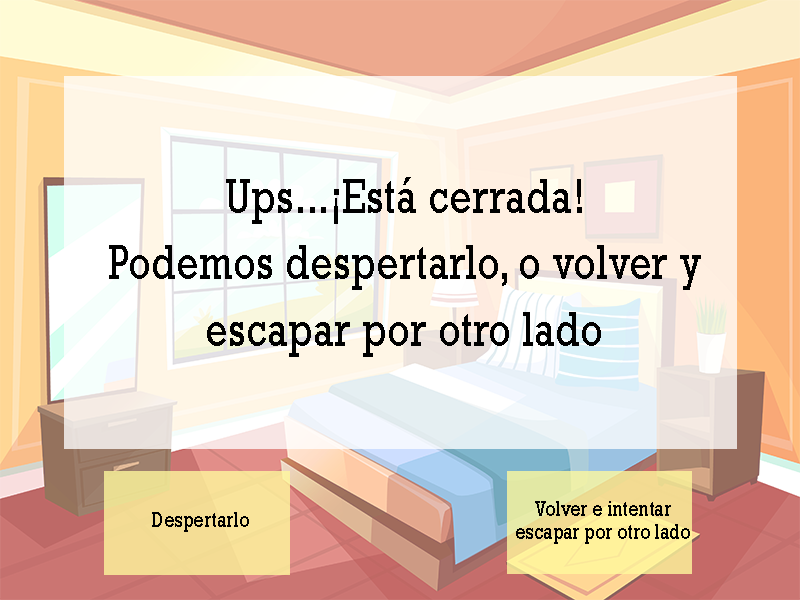 Ups...¡Está cerrada!
Podemos despertarlo, o volver y
escapar por otro lado
Despertarlo
Volver e intentar
escapar por otro lado